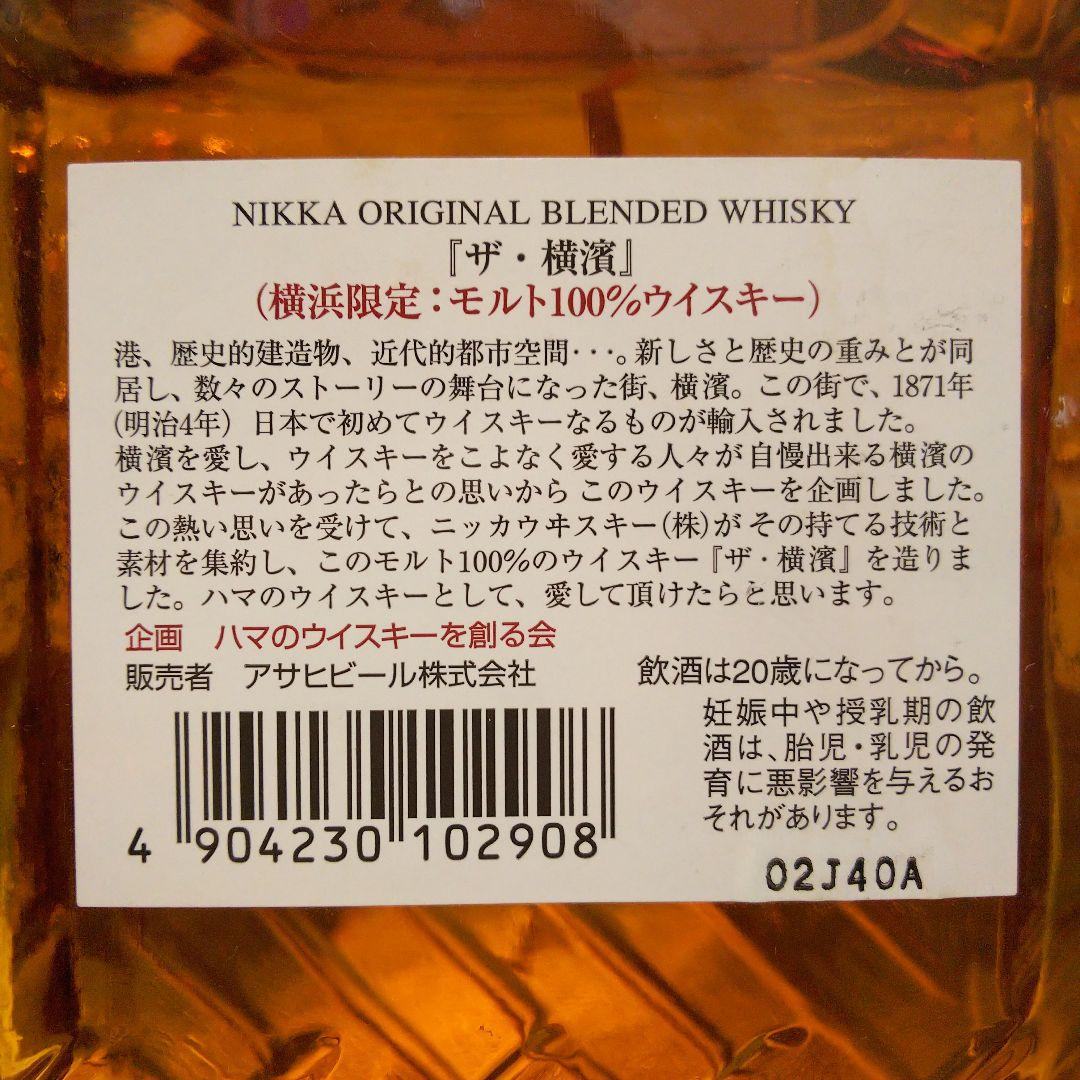 NIKKA ORIGINAL BLENDED WHISKY
『ザ・横濱』
(横浜限定：モルト100%ウイスキー)
港、歴史的建造物、近代的都市空間・・・。新しさと歴史の重みとが同
居し、数々のストーリーの舞台になった街、横濱。この街で、1871年
(明治4年) 日本で初めてウイスキーなるものが輸入されました。
横濱を愛し、ウイスキーをこよなく愛する人々が自慢出来る横濱の
ウイスキーがあったらとの思いから このウイスキーを企画しました。
この熱い思いを受けて、ニッカウヰスキー(株)が その持てる技術と
素材を集約し、このモルト100%のウイスキー『ザ・横濱』を造りま
した。ハマのウイスキーとして、愛して頂けたらと思います。
企画 ハマのウイスキーを創る会
販売者 アサヒビール株式会社
飲酒は20歳になってから。
妊娠中や授乳期の飲
酒は、胎児・乳児の発
育に悪影響を与えるお
それがあります。
4 904230 102908
02J40A